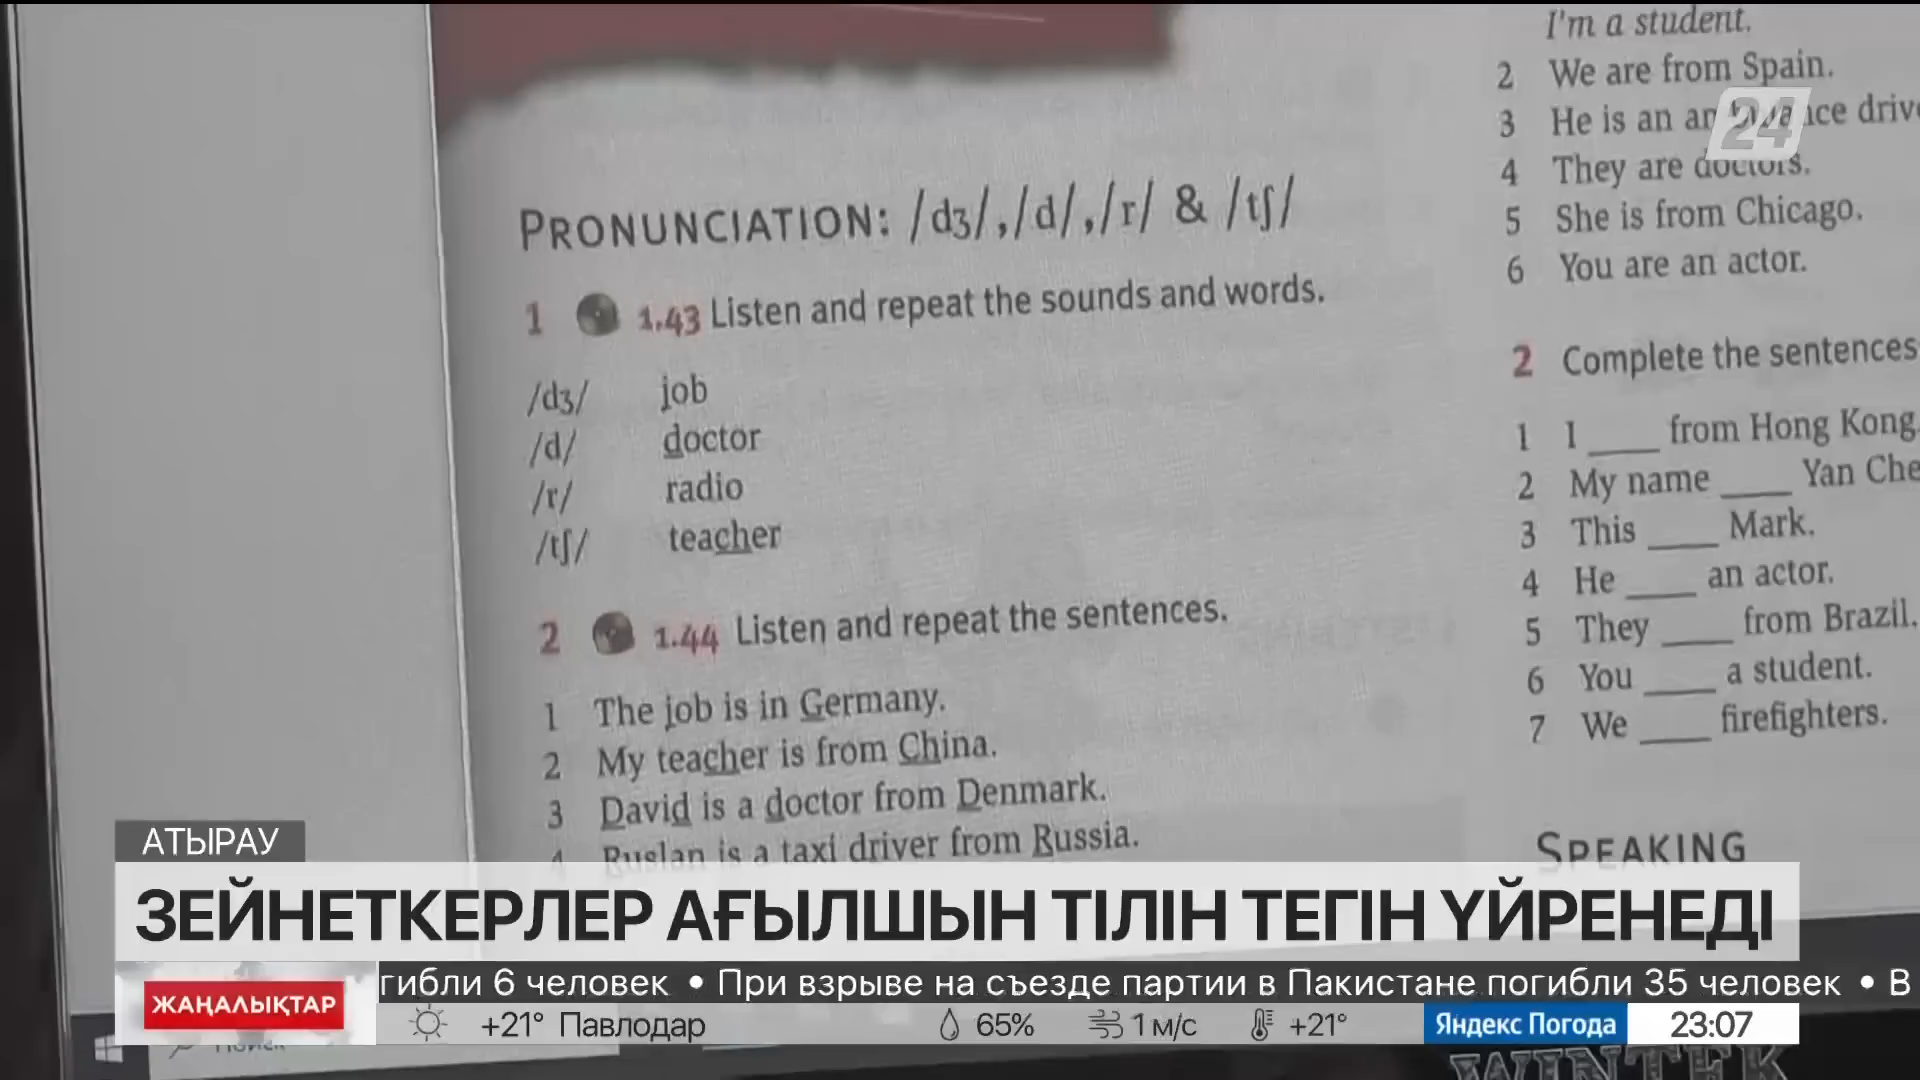 PRONUNCIATION: /dʒ/,/d/,/r/ & /tʃ/
1 1.43 Listen and repeat the sounds and words.
/dʒ/ job
/d/ doctor
/r/ radio
/tʃ/ teacher
2 1.44 Listen and repeat the sentences.
1 The job is in Germany.
2 My teacher is from China.
3 David is a doctor from Denmark.
4 Ruslan is a taxi driver from Russia.
I'm a student.
2 We are from Spain.
3 He is an
4 They are doctors.
5 She is from Chicago.
6 You are an actor.
2 Complete the sentences
1 I ____ from Hong Kong.
2 My name ____ Yan
3 This ____ Mark.
4 He ____ an actor.
5 They ____ from Brazil.
6 You ____ a student.
7 We ____ firefighters.
SPEAKING
24
АТЫРАУ
ЗЕЙНЕТКЕРЛЕР АҒЫЛШЫН ТІЛІН ТЕГІН ҮЙРЕНЕДІ
ЖАҢАЛЫҚТАР
гибли 6 человек • При взрыве на съезде партии в Пакистане погибли 35 человек • В
+21° Павлодар 65% 1 м/с +21° Яндекс Погода 23:07
WINTEK